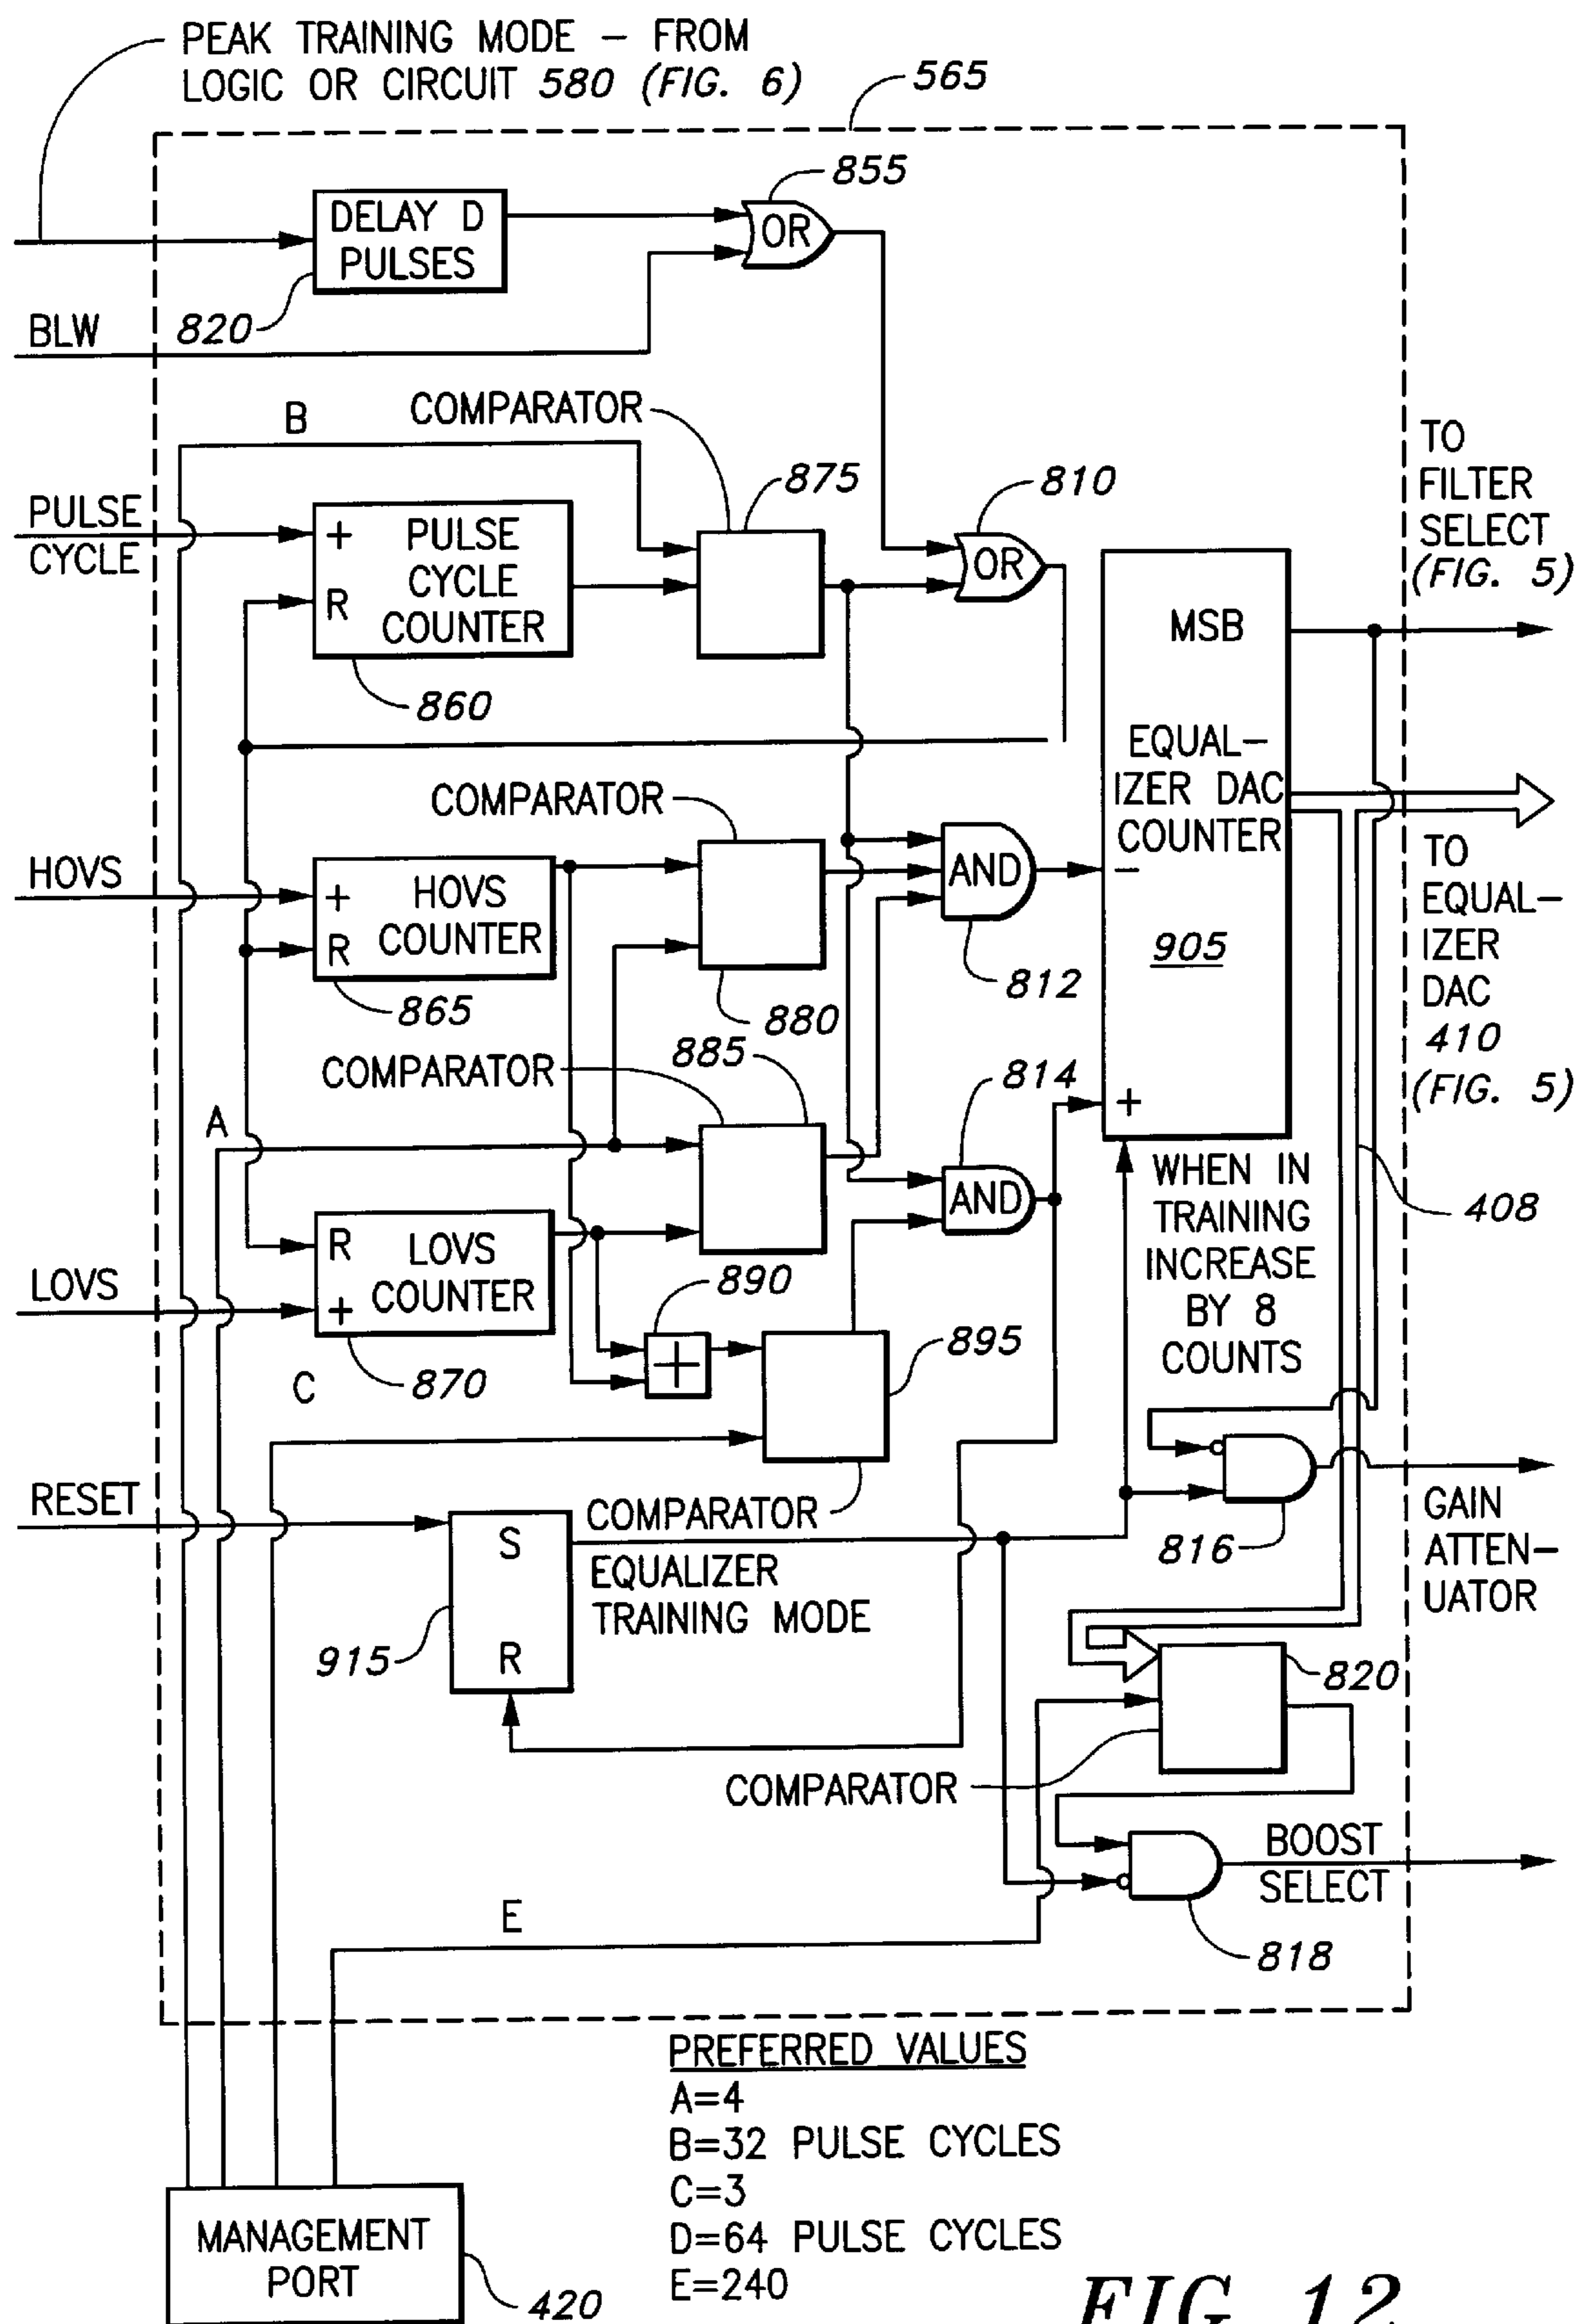 PEAK TRAINING MODE – FROM
LOGIC OR CIRCUIT 580 (FIG. 6)
565
855
DELAY D
PULSES
OR
820
BLW
B
COMPARATOR
TO
FILTER
SELECT
(FIG. 5)
875
810
PULSE
CYCLE
+
R
PULSE
CYCLE
COUNTER
OR
860
MSB
EQUAL–
IZER DAC
COUNTER
905
–
+
COMPARATOR
HOVS
+
R
HOVS
COUNTER
AND
865
880
812
TO
EQUAL–
IZER
DAC
410
(FIG. 5)
COMPARATOR
885
814
A
AND
WHEN IN
TRAINING
INCREASE
BY 8
COUNTS
408
LOVS
R
+
LOVS
COUNTER
890
+
895
870
C
RESET
S
R
COMPARATOR
EQUALIZER
TRAINING MODE
915
816
GAIN
ATTEN–
UATOR
820
COMPARATOR
BOOST
SELECT
E
818
PREFERRED VALUES
A=4
B=32 PULSE CYCLES
C=3
D=64 PULSE CYCLES
E=240
MANAGEMENT
PORT
420
FIG. 12